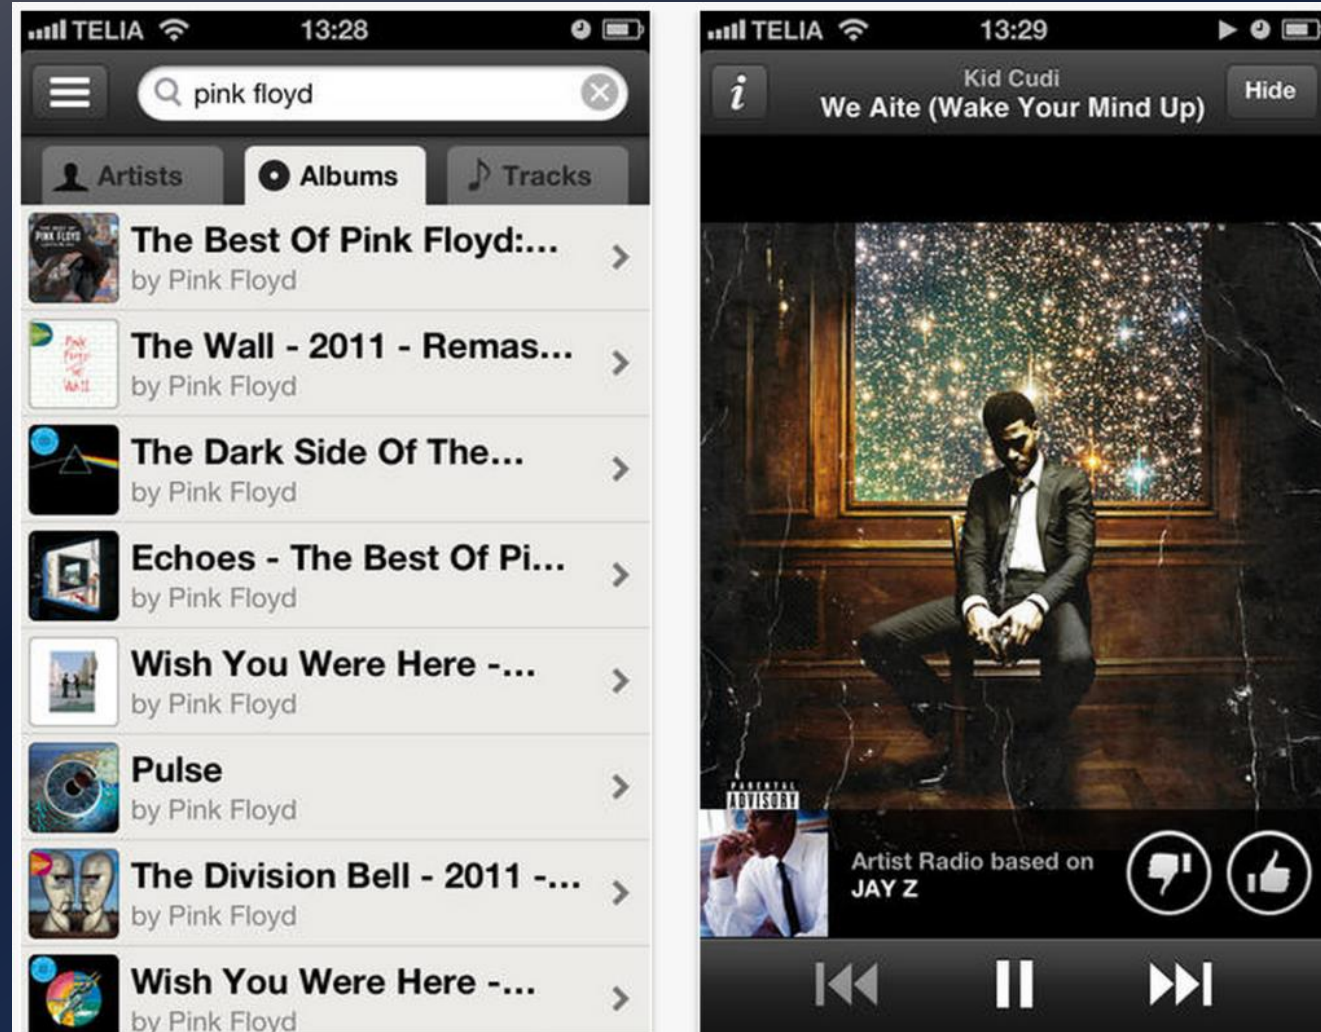 TELIA 13:28
pink floyd
Artists Albums Tracks
The Best Of Pink Floyd:...
by Pink Floyd
The Wall - 2011 - Remas...
by Pink Floyd
The Dark Side Of The...
by Pink Floyd
Echoes - The Best Of Pi...
by Pink Floyd
Wish You Were Here -...
by Pink Floyd
Pulse
by Pink Floyd
The Division Bell - 2011 -...
by Pink Floyd
Wish You Were Here -...
by Pink Floyd
TELIA 13:29
i
Kid Cudi
We Aite (Wake Your Mind Up)
Hide
PARENTAL
ADVISORY
Artist Radio based on
JAY Z